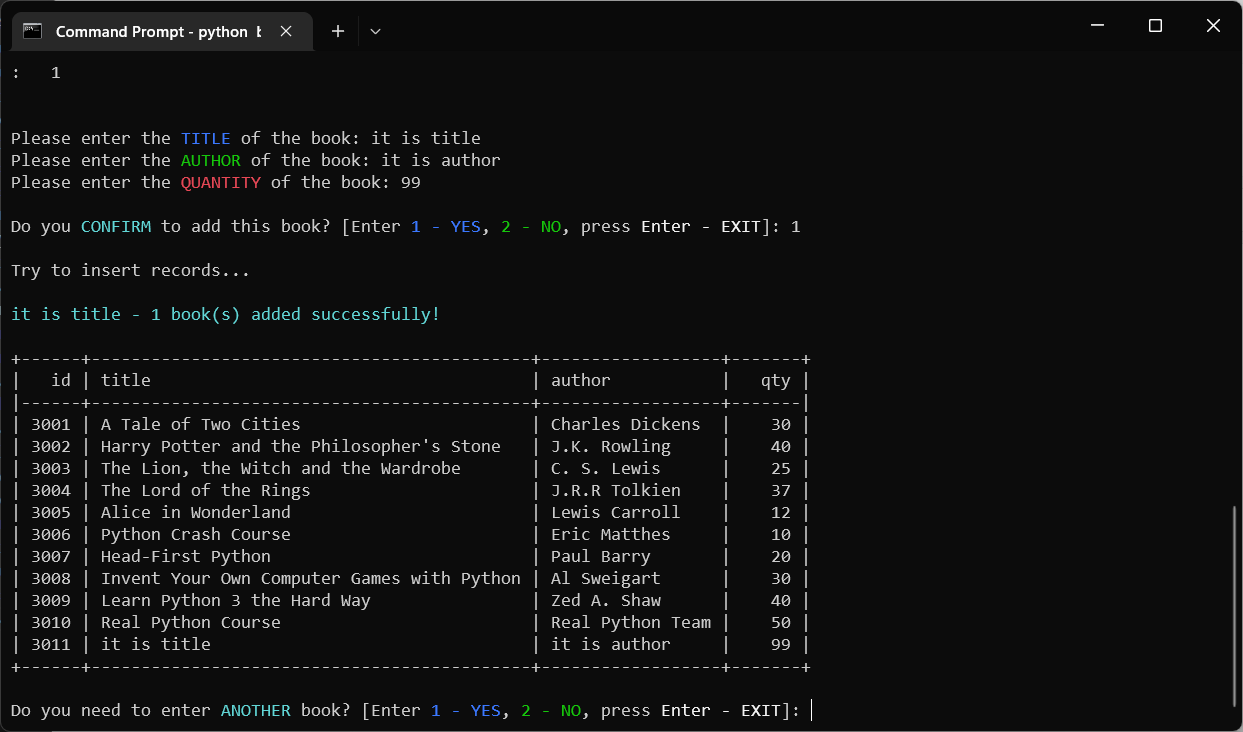 Command Prompt - python
:   1
Please enter the TITLE of the book: it is title
Please enter the AUTHOR of the book: it is author
Please enter the QUANTITY of the book: 99
Do you CONFIRM to add this book? [Enter 1 - YES, 2 - NO, press Enter - EXIT]: 1
Try to insert records...
it is title - 1 book(s) added successfully!
+------+--------------------------------------------+------------------+-------+
|   id | title                                      | author           |   qty |
|------+--------------------------------------------+------------------+-------|
| 3001 | A Tale of Two Cities                       | Charles Dickens  |    30 |
| 3002 | Harry Potter and the Philosopher's Stone   | J.K. Rowling     |    40 |
| 3003 | The Lion, the Witch and the Wardrobe       | C. S. Lewis      |    25 |
| 3004 | The Lord of the Rings                      | J.R.R Tolkien    |    37 |
| 3005 | Alice in Wonderland                        | Lewis Carroll    |    12 |
| 3006 | Python Crash Course                        | Eric Matthes     |    10 |
| 3007 | Head-First Python                          | Paul Barry       |    20 |
| 3008 | Invent Your Own Computer Games with Python | Al Sweigart      |    30 |
| 3009 | Learn Python 3 the Hard Way                | Zed A. Shaw      |    40 |
| 3010 | Real Python Course                         | Real Python Team |    50 |
| 3011 | it is title                                | it is author     |    99 |
+------+--------------------------------------------+------------------+-------+
Do you need to enter ANOTHER book? [Enter 1 - YES, 2 - NO, press Enter - EXIT]: